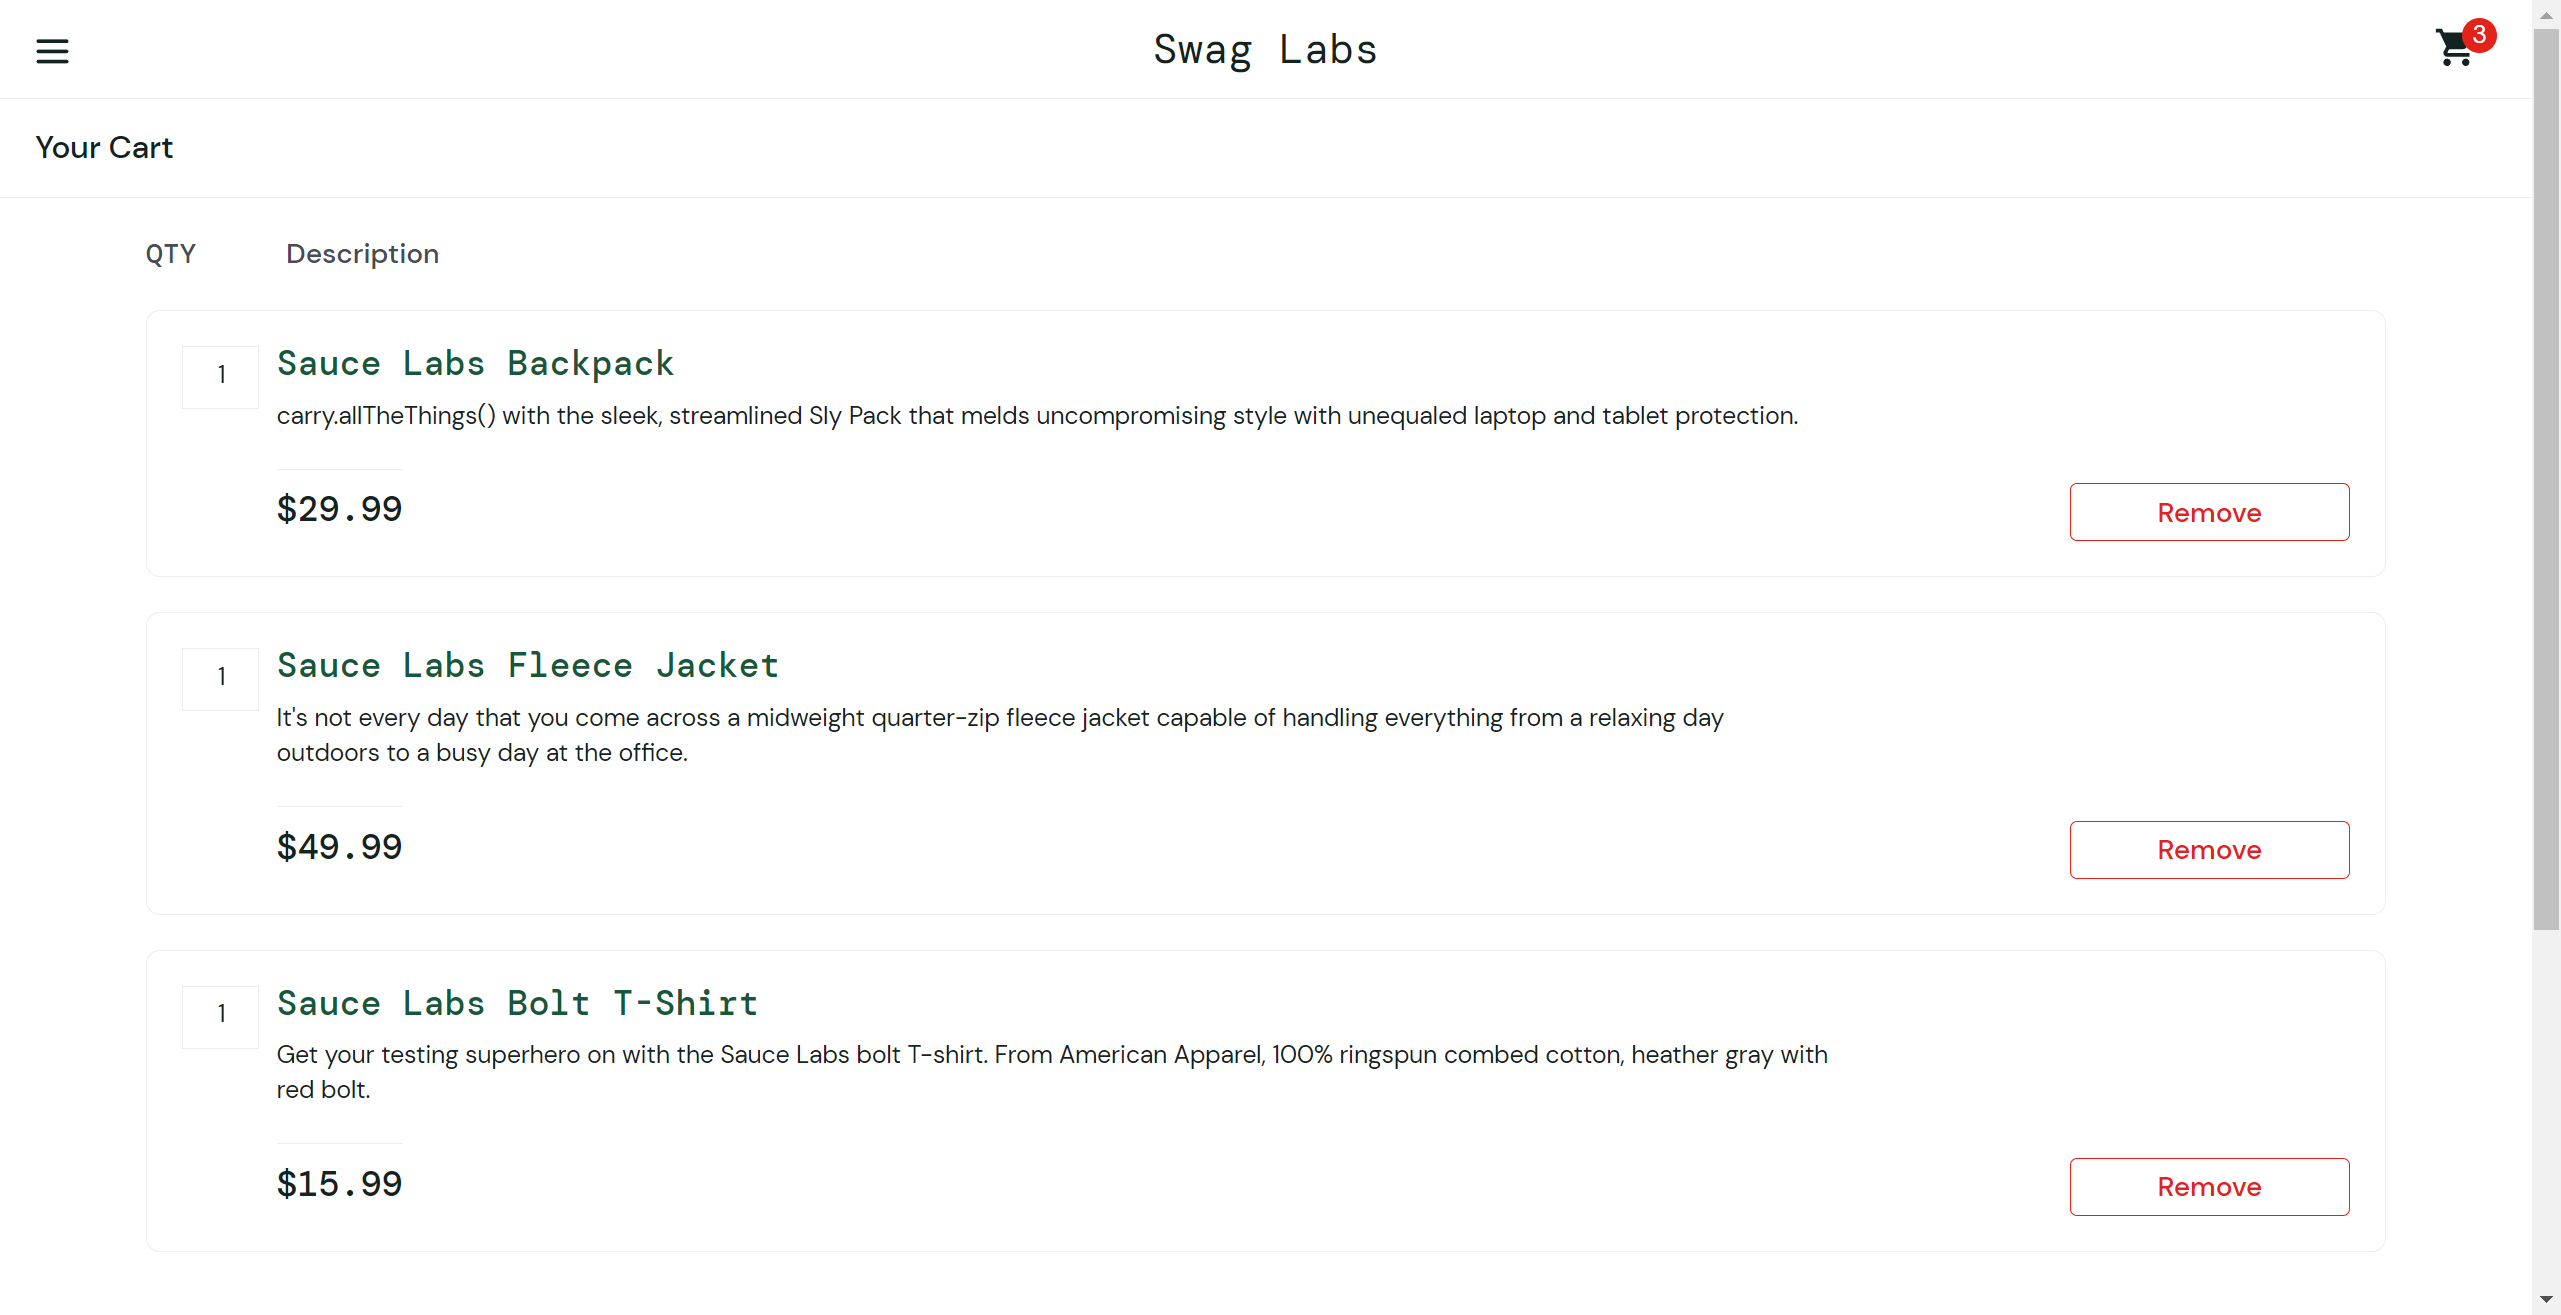 Swag Labs
3
Your Cart
QTY Description
1
Sauce Labs Backpack
carry.allTheThings() with the sleek, streamlined Sly Pack that melds uncompromising style with unequaled laptop and tablet protection.
$29.99
Remove
1
Sauce Labs Fleece Jacket
It's not every day that you come across a midweight quarter-zip fleece jacket capable of handling everything from a relaxing day
outdoors to a busy day at the office.
$49.99
Remove
1
Sauce Labs Bolt T-Shirt
Get your testing superhero on with the Sauce Labs bolt T-shirt. From American Apparel, 100% ringspun combed cotton, heather gray with
red bolt.
$15.99
Remove